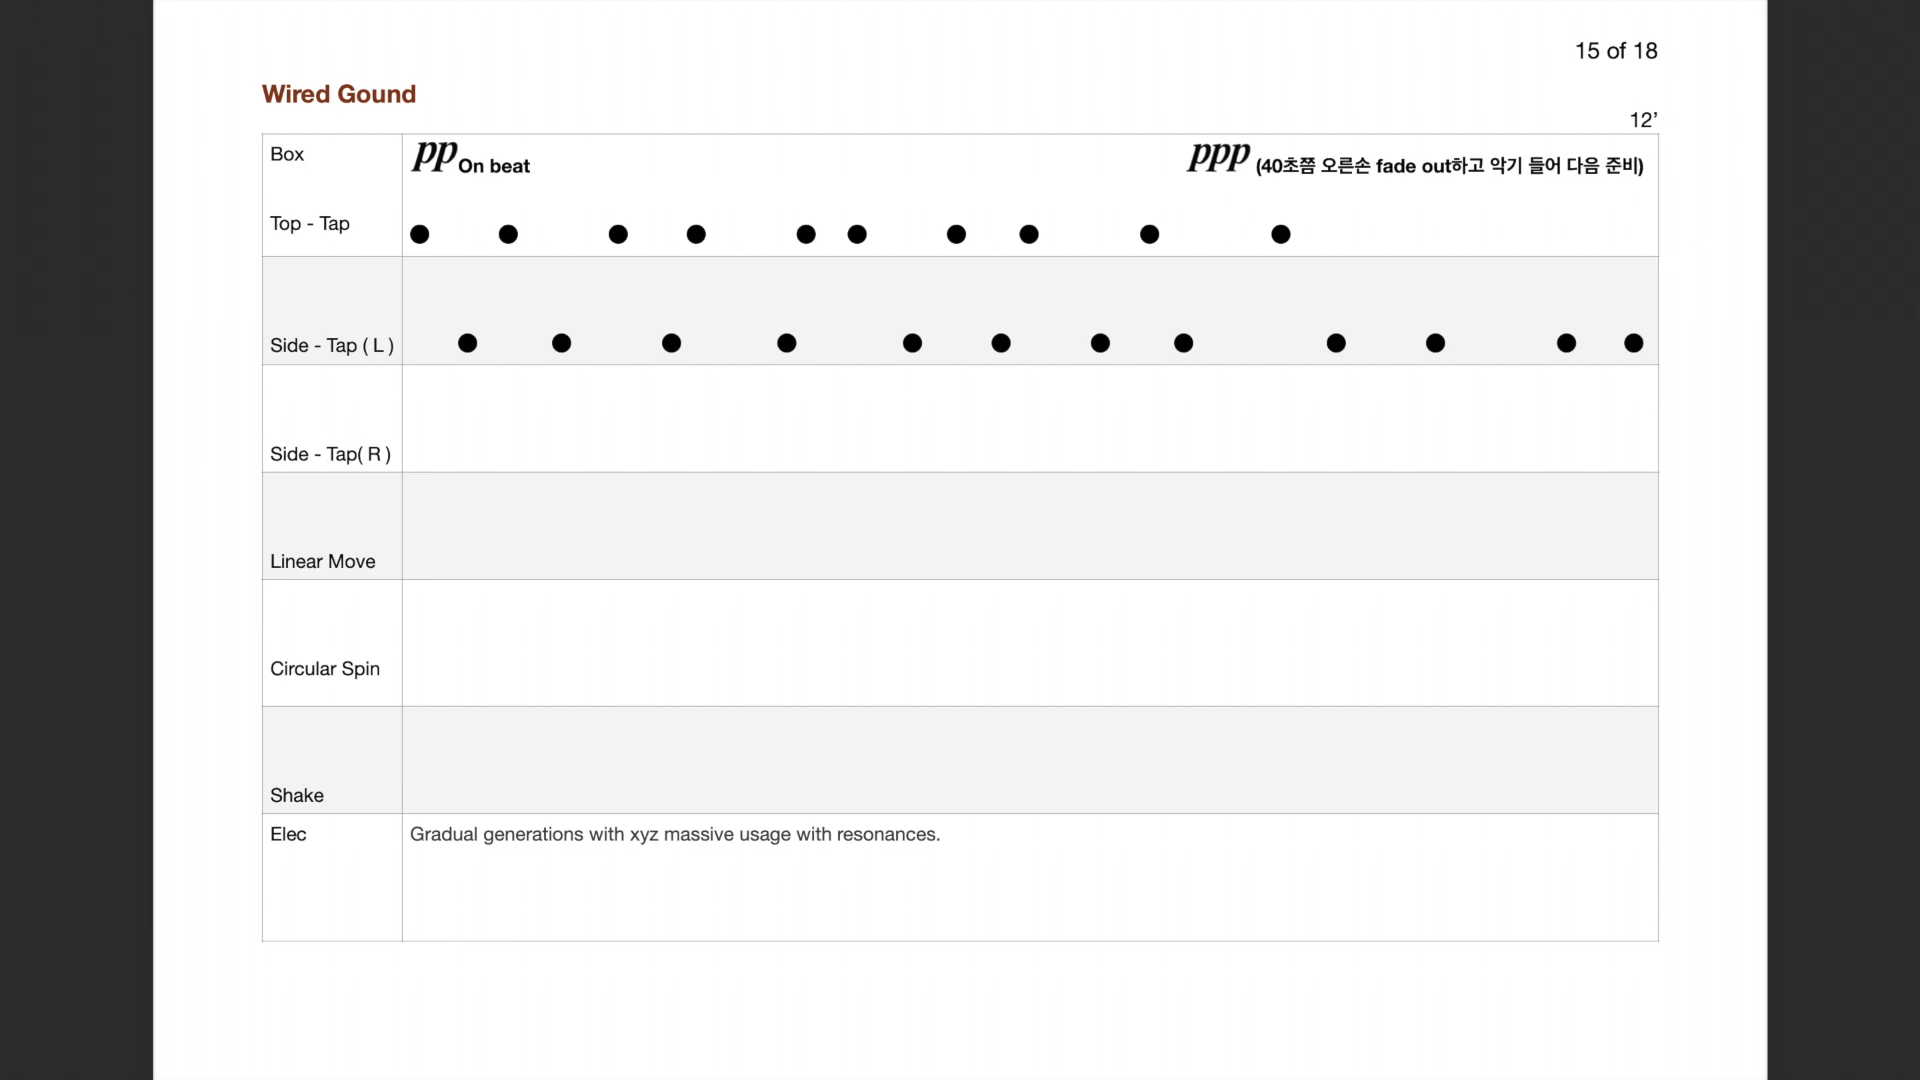 15 of 18
Wired Gound
12’
Box
pp On beat
ppp (40초쯤 오른손 fade out하고 악기 들어 다음 준비)
Top - Tap
Side - Tap ( L )
Side - Tap( R )
Linear Move
Circular Spin
Shake
Elec
Gradual generations with xyz massive usage with resonances.